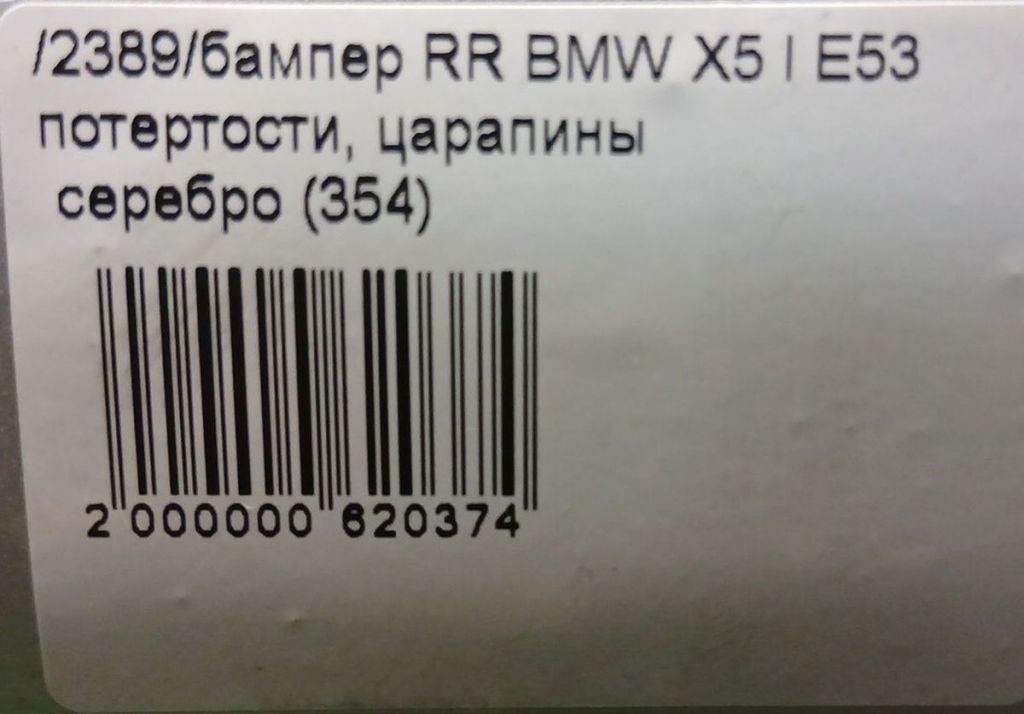 /2389/бампер RR BMW X5 I E53
потертости, царапины
серебро (354)
2 000000 620374